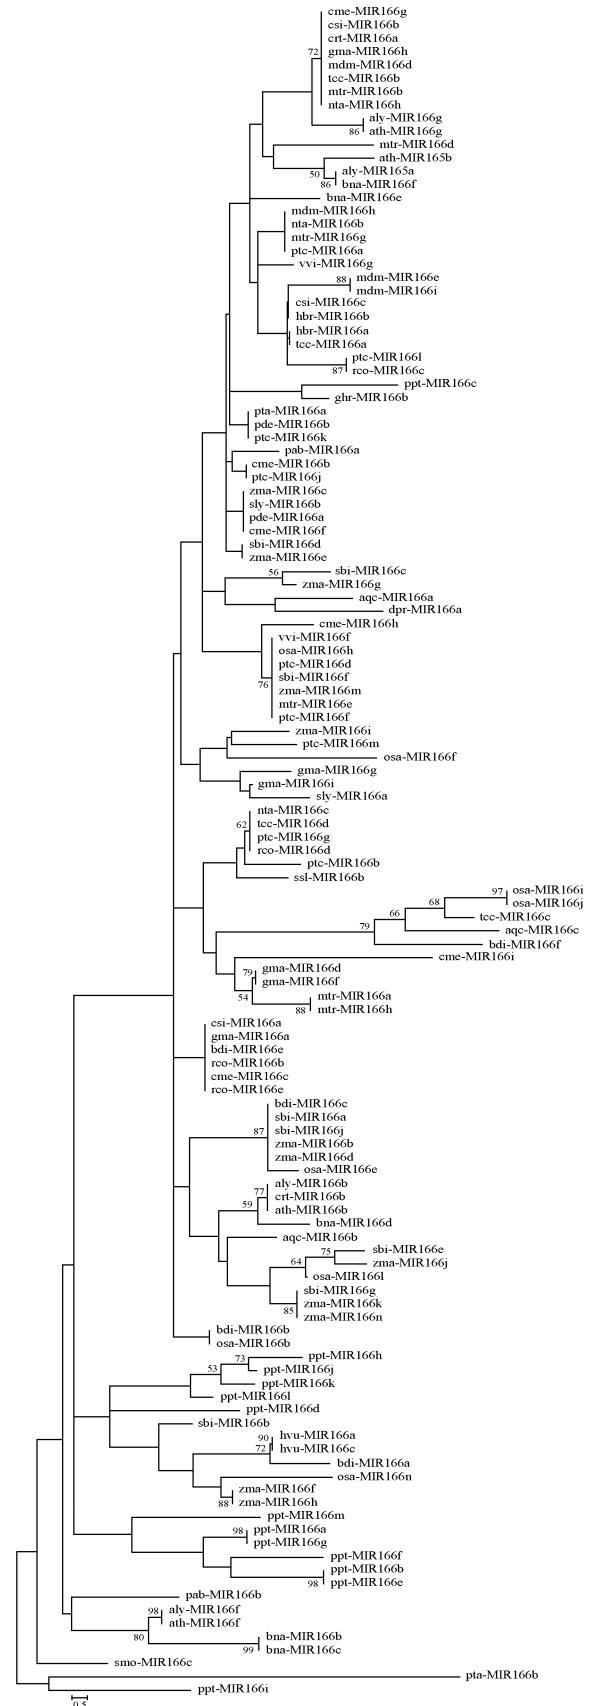 cme-MIR166g
csi-MIR166b
crt-MIR166a
gma-MIR166h
72
mdm-MIR166d
tcc-MIR166b
mtr-MIR166b
nta-MIR166h
aly-MIR166g
86
ath-MIR166g
mtr-MIR166d
ath-MIR165b
50
aly-MIR165a
86
bna-MIR166f
bna-MIR166e
mdm-MIR166h
nta-MIR166b
mtr-MIR166g
ptc-MIR166a
vvi-MIR166g
88
mdm-MIR166e
mdm-MIR166i
csi-MIR166c
hbr-MIR166b
hbr-MIR166a
tcc-MIR166a
ptc-MIR166l
87
rco-MIR166c
ppt-MIR166c
ghr-MIR166b
pta-MIR166a
pde-MIR166b
ptc-MIR166k
pab-MIR166a
cme-MIR166b
ptc-MIR166j
zma-MIR166c
sly-MIR166b
pde-MIR166a
cme-MIR166f
sbi-MIR166d
zma-MIR166e
56
sbi-MIR166c
zma-MIR166g
aqc-MIR166a
dpr-MIR166a
cme-MIR166h
vvi-MIR166f
osa-MIR166h
ptc-MIR166d
sbi-MIR166f
76
zma-MIR166m
mtr-MIR166e
ptc-MIR166f
zma-MIR166i
ptc-MIR166m
osa-MIR166f
gma-MIR166g
gma-MIR166i
sly-MIR166a
nta-MIR166c
62
tcc-MIR166d
ptc-MIR166g
rco-MIR166d
ptc-MIR166b
ssl-MIR166b
97
osa-MIR166i
68
osa-MIR166j
66
tcc-MIR166c
79
aqc-MIR166c
bdi-MIR166f
cme-MIR166i
79
gma-MIR166d
gma-MIR166f
54
mtr-MIR166a
88
mtr-MIR166h
csi-MIR166a
gma-MIR166a
bdi-MIR166e
rco-MIR166b
cme-MIR166c
rco-MIR166e
bdi-MIR166c
sbi-MIR166a
87
sbi-MIR166j
zma-MIR166b
zma-MIR166d
osa-MIR166e
77
aly-MIR166b
59
crt-MIR166b
ath-MIR166b
bna-MIR166d
aqc-MIR166b
75
sbi-MIR166e
64
zma-MIR166j
osa-MIR166l
sbi-MIR166g
85
zma-MIR166k
zma-MIR166n
bdi-MIR166b
osa-MIR166b
73
ppt-MIR166h
53
ppt-MIR166j
ppt-MIR166k
ppt-MIR166l
ppt-MIR166d
sbi-MIR166b
90
hvu-MIR166a
72
hvu-MIR166c
bdi-MIR166a
osa-MIR166n
zma-MIR166f
88
zma-MIR166h
ppt-MIR166m
98
ppt-MIR166a
ppt-MIR166g
ppt-MIR166f
ppt-MIR166b
98
ppt-MIR166e
pab-MIR166b
98
aly-MIR166f
ath-MIR166f
80
bna-MIR166b
99
bna-MIR166c
smo-MIR166c
pta-MIR166b
ppt-MIR166i
0.5